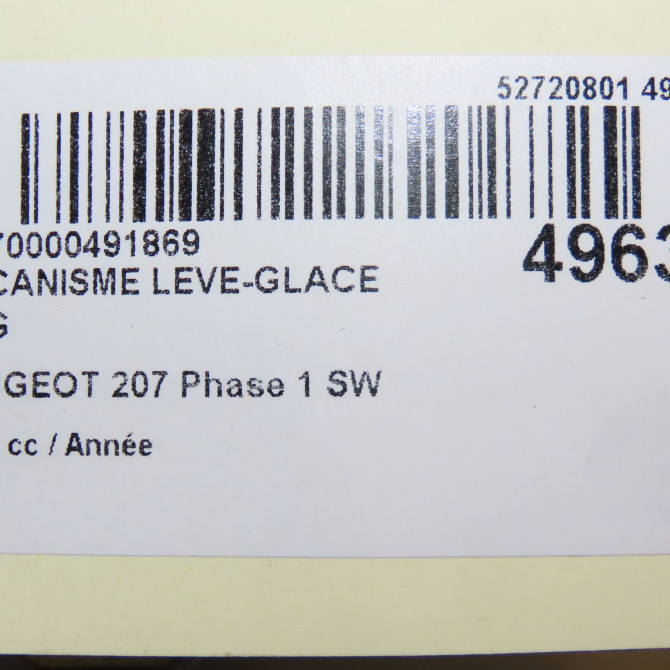 52720801 49
70000491869
4963
CANISME LEVE-GLACE
G
GEOT 207 Phase 1 SW
cc / Année